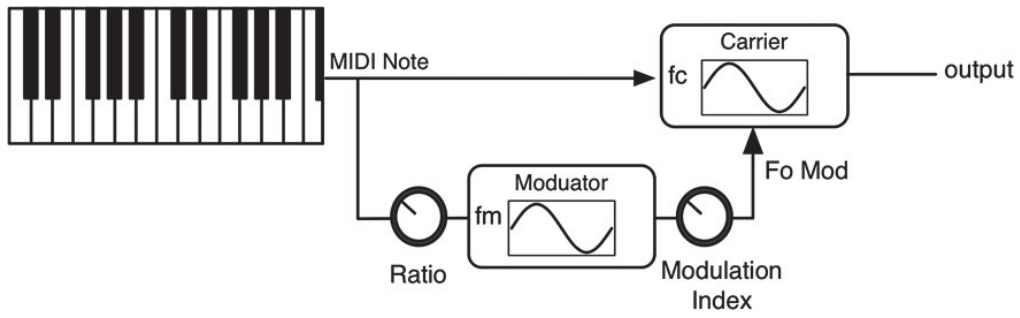 Carrier
MIDI Note
fc
output
Fo Mod
Moduator
fm
Ratio
Modulation
Index